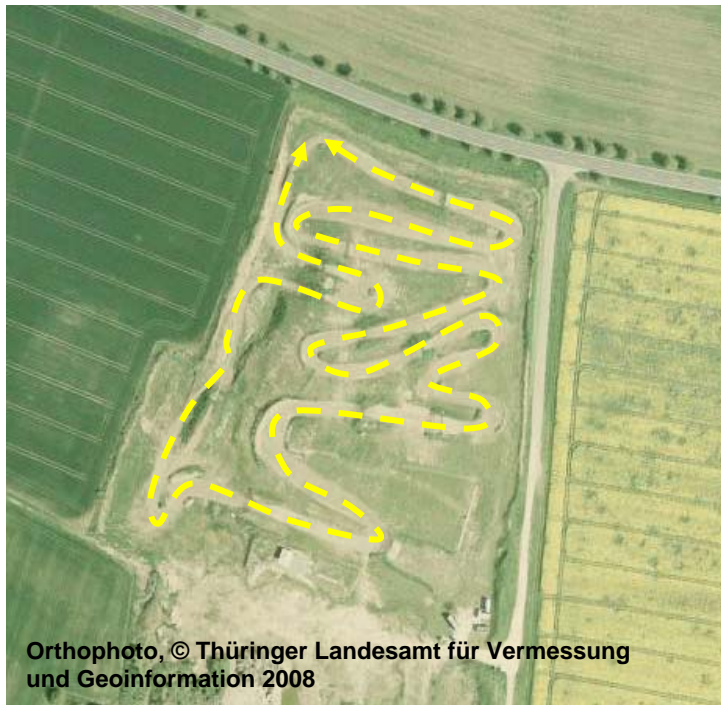 Orthophoto, © Thüringer Landesamt für Vermessung
und Geoinformation 2008